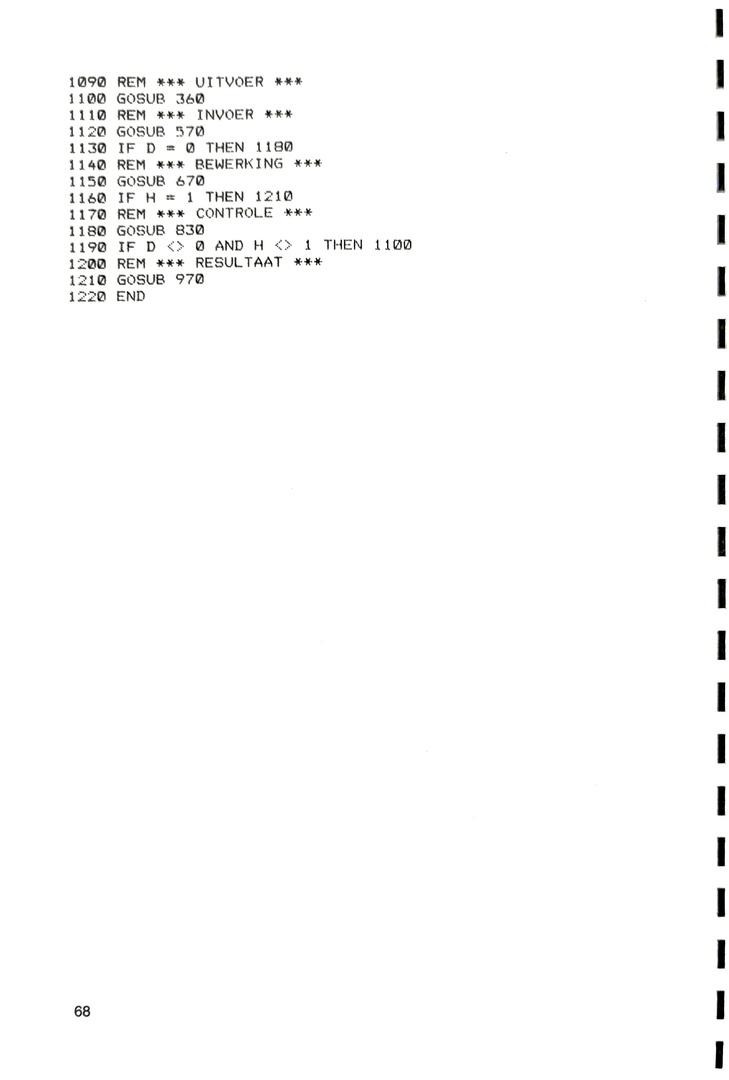 1090 REM *** UITVOER ***
1100 GOSUB 360
1110 REM *** INVOER ***
1120 GOSUB 570
1130 IF D = 0 THEN 1180
1140 REM *** BEWERKING ***
1150 GOSUB 670
1160 IF H = 1 THEN 1210
1170 REM *** CONTROLE ***
1180 GOSUB 830
1190 IF D <> 0 AND H <> 1 THEN 1100
1200 REM *** RESULTAAT ***
1210 GOSUB 970
1220 END
68